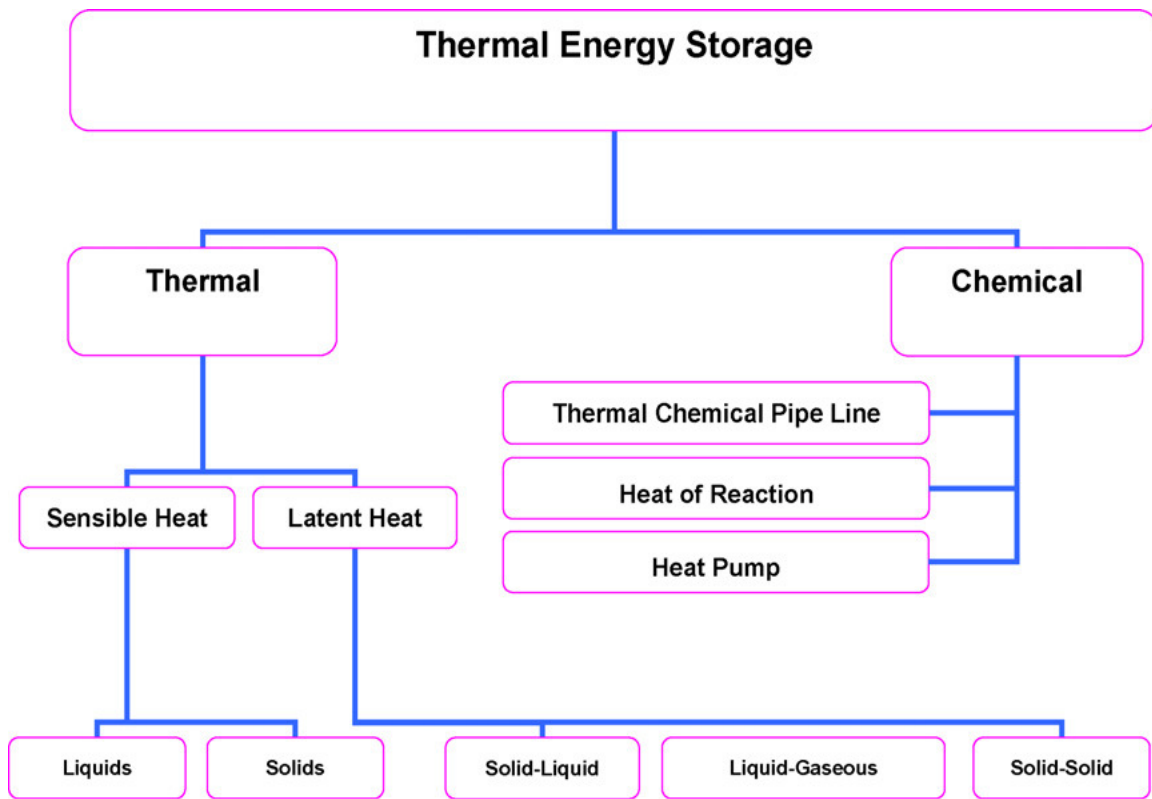 Thermal Energy Storage
Thermal
Chemical
Thermal Chemical Pipe Line
Heat of Reaction
Heat Pump
Sensible Heat
Latent Heat
Liquids
Solids
Solid-Liquid
Liquid-Gaseous
Solid-Solid